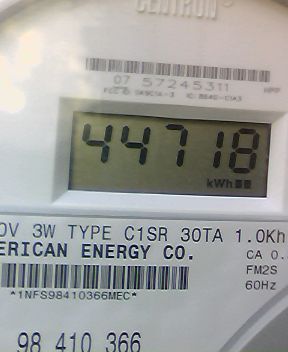 CENTRON®
07 57245311
44718
kWh
0V 3W TYPE C1SR 30TA 1.0Kh
ERICAN ENERGY CO.
CA 0.
FM2S
*1NFS98410366MEC*
60Hz
98 410 366